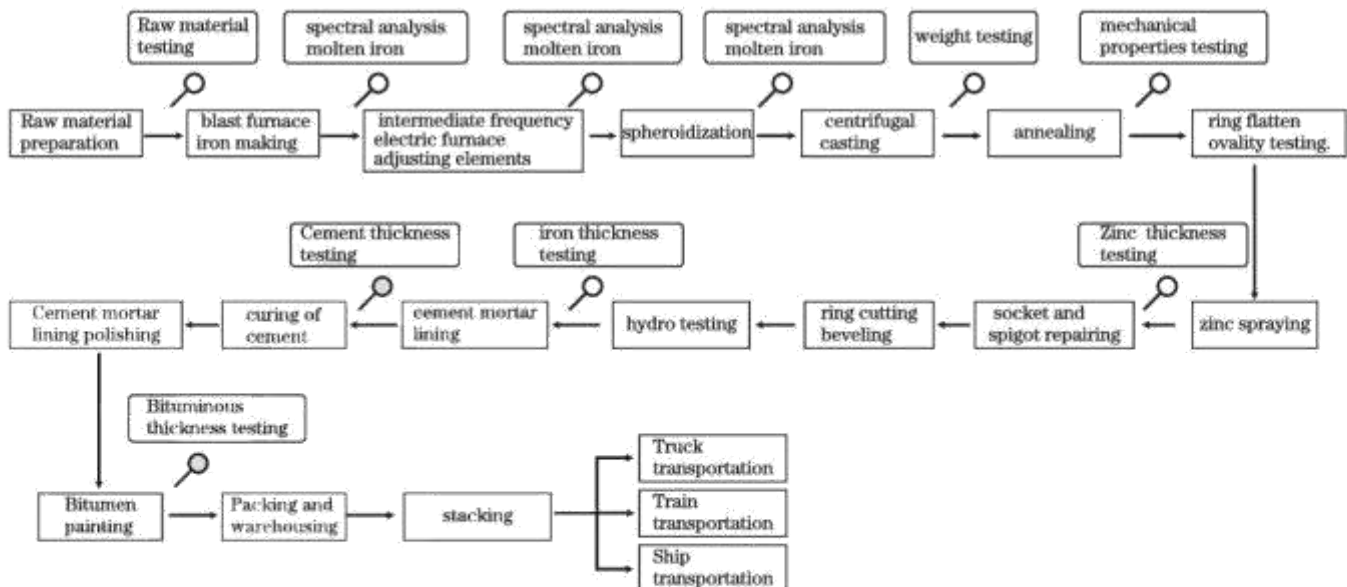 Raw material
testing
spectral analysis
molten iron
spectral analysis
molten iron
spectral analysis
molten iron
weight testing
mechanical
properties testing
Raw material
preparation
blast furnace
iron making
intermediate frequency
electric furnace
adjusting elements
spheroidization
centrifugal
casting
annealing
ring flatten
ovality testing.
Cement thickness
testing
iron thickness
testing
Zinc thickness
testing
Cement mortar
lining polishing
curing of
cement
cement mortar
lining
hydro testing
ring cutting
beveling
socket and
spigot repairing
zinc spraying
Bituminous
thickness testing
Bitumen
painting
Packing and
warehousing
stacking
Truck
transportation
Train
transportation
Ship
transportation